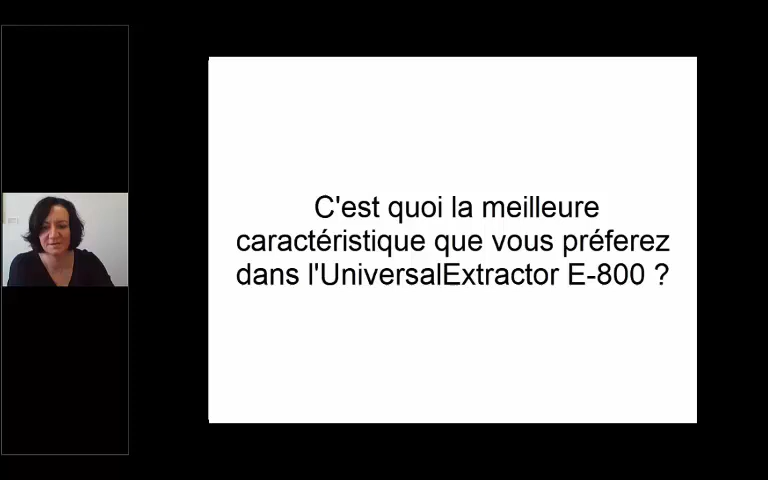 C'est quoi la meilleure
caractéristique que vous préferez
dans l'UniversalExtractor E-800 ?